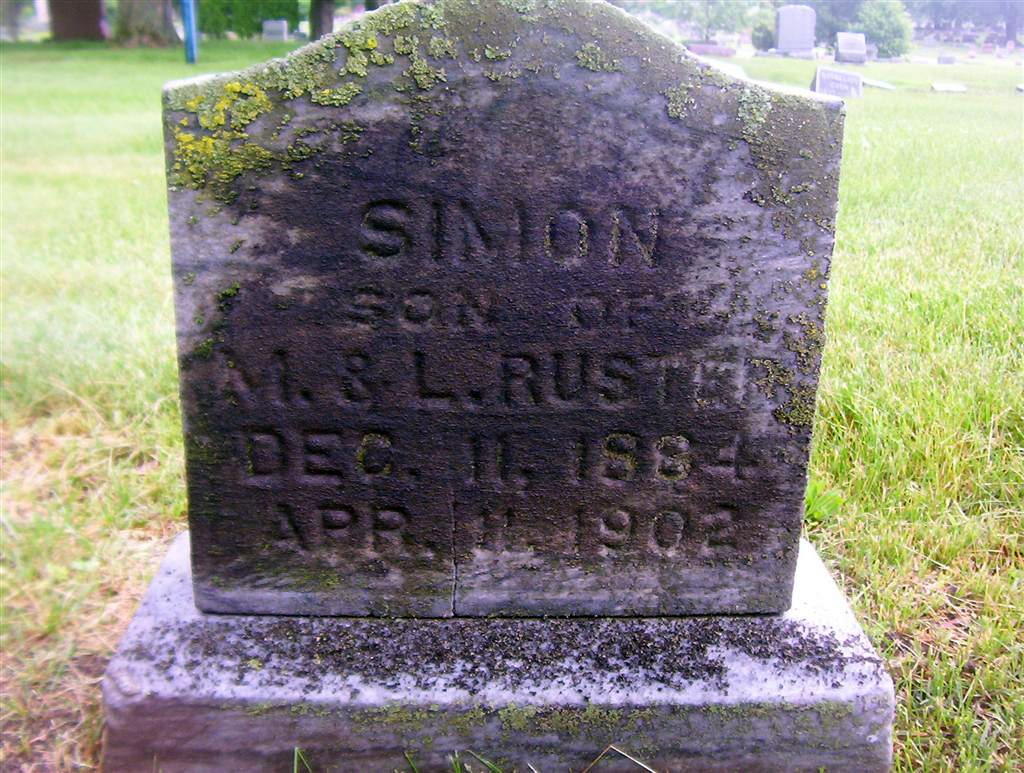 SIMON
SON OF
M. & L. RUSTER
DEC. 11, 1884
APR. 11, 1902